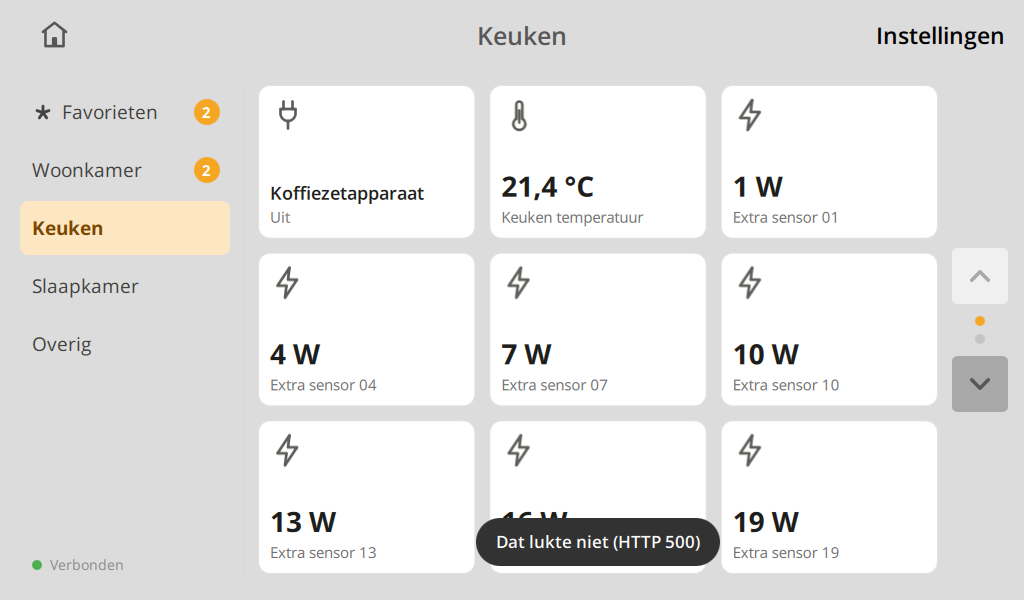 Keuken
Instellingen
Favorieten 2
Woonkamer 2
Keuken
Slaapkamer
Overig
Verbonden
Koffiezetapparaat
Uit
21,4 °C
Keuken temperatuur
1 W
Extra sensor 01
4 W
Extra sensor 04
7 W
Extra sensor 07
10 W
Extra sensor 10
13 W
Extra sensor 13
Dat lukte niet (HTTP 500)
19 W
Extra sensor 19